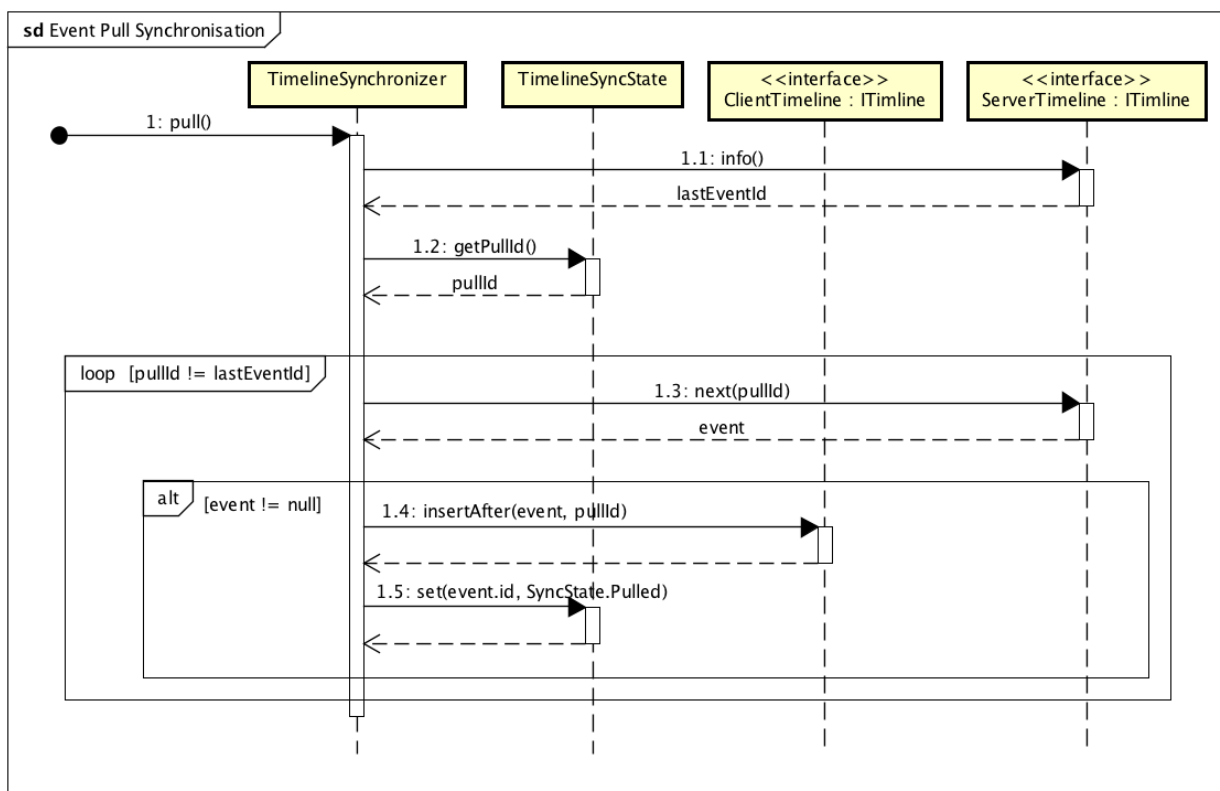 sd Event Pull Synchronisation
TimelineSynchronizer
TimelineSyncState
<<interface>>
ClientTimeline : ITimline
<<interface>>
ServerTimeline : ITimline
1: pull()
1.1: info()
lastEventId
1.2: getPullId()
pullId
loop [pullId != lastEventId]
1.3: next(pullId)
event
alt [event != null]
1.4: insertAfter(event, pullId)
1.5: set(event.id, SyncState.Pulled)